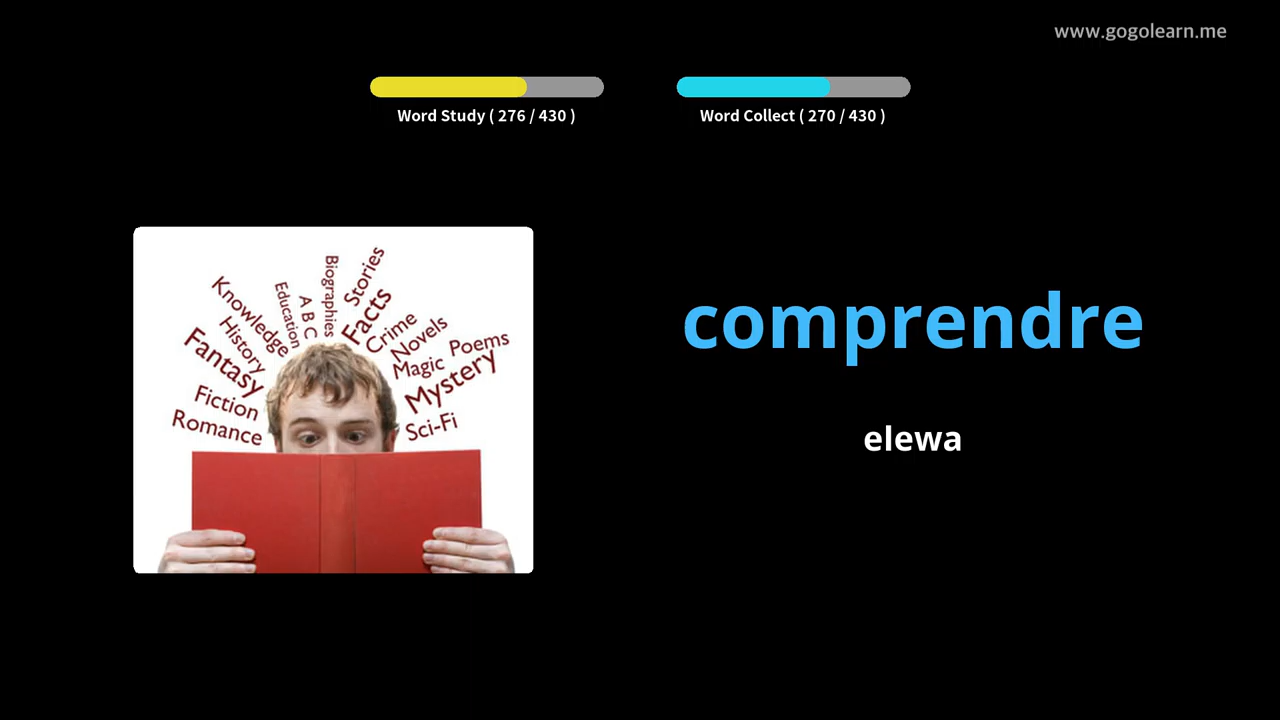 www.gogolearn.me
Word Study ( 276 / 430 )
Word Collect ( 270 / 430 )
Biographies
Stories
Education
A B C
Facts
Knowledge
Crime
History
Novels
Poems
Fantasy
Magic
Mystery
Fiction
Sci-Fi
Romance
comprendre
elewa